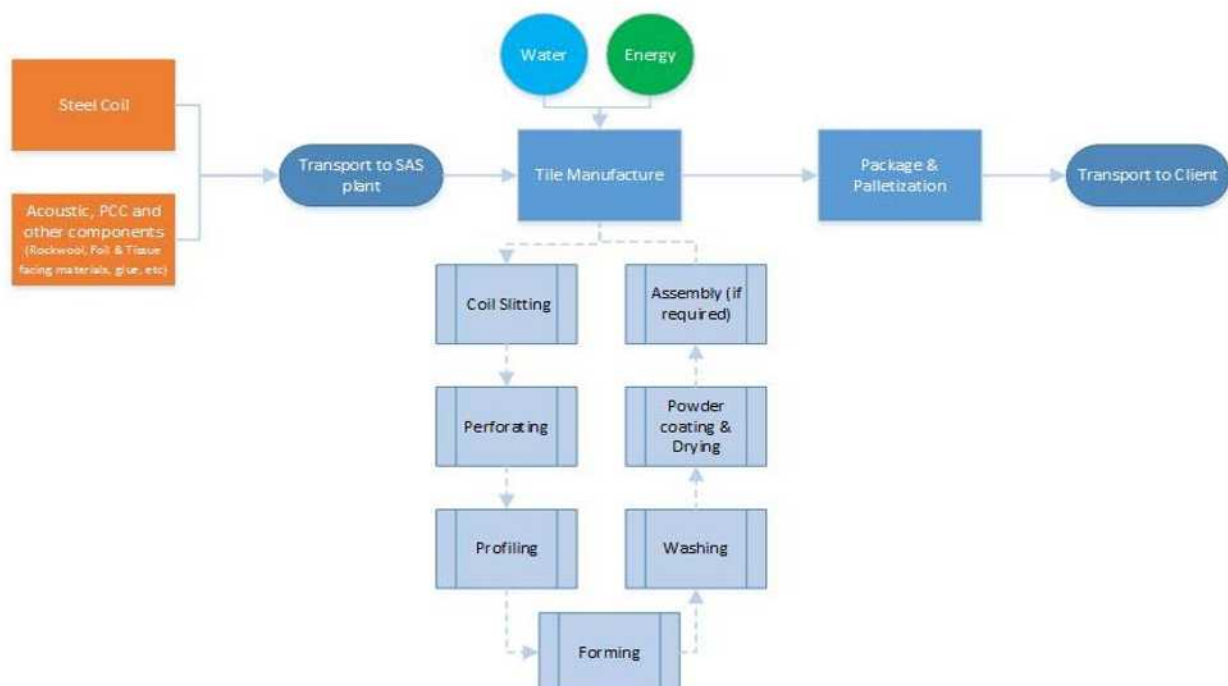 Water
Energy
Steel Coil
Transport to SAS
plant
Tile Manufacture
Package &
Palletization
Transport to Client
Acoustic, PCC and
other components
(Rockwool, Foil & Tissue
facing materials, glue, etc)
Coil Slitting
Assembly (if
required)
Perforating
Powder
coating &
Drying
Profiling
Washing
Forming